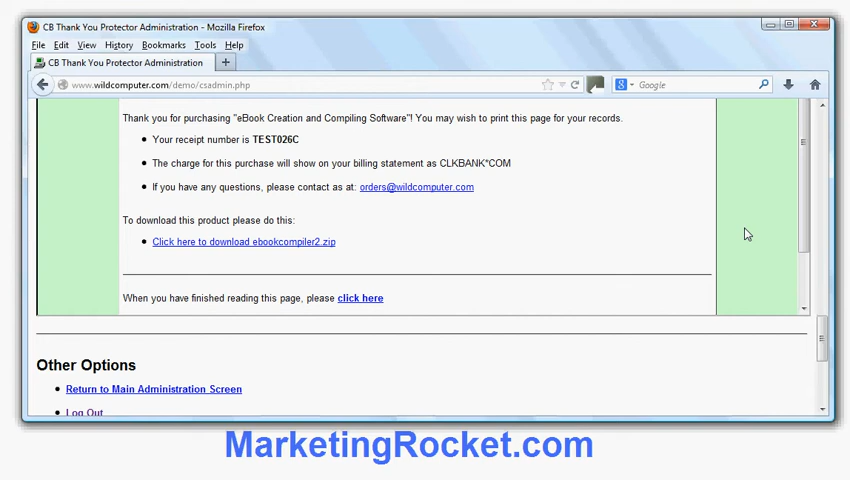 CB Thank You Protector Administration - Mozilla Firefox
File Edit View History Bookmarks Tools Help
CB Thank You Protector Administration
www.wildcomputer.com/demo/csadmin.php
Google
Thank you for purchasing "eBook Creation and Compiling Software"! You may wish to print this page for your records.
Your receipt number is TEST026C
The charge for this purchase will show on your billing statement as CLKBANK*COM
If you have any questions, please contact as at: orders@wildcomputer.com
To download this product please do this:
Click here to download ebookcompiler2.zip
When you have finished reading this page, please click here
Other Options
Return to Main Administration Screen
Log Out
MarketingRocket.com